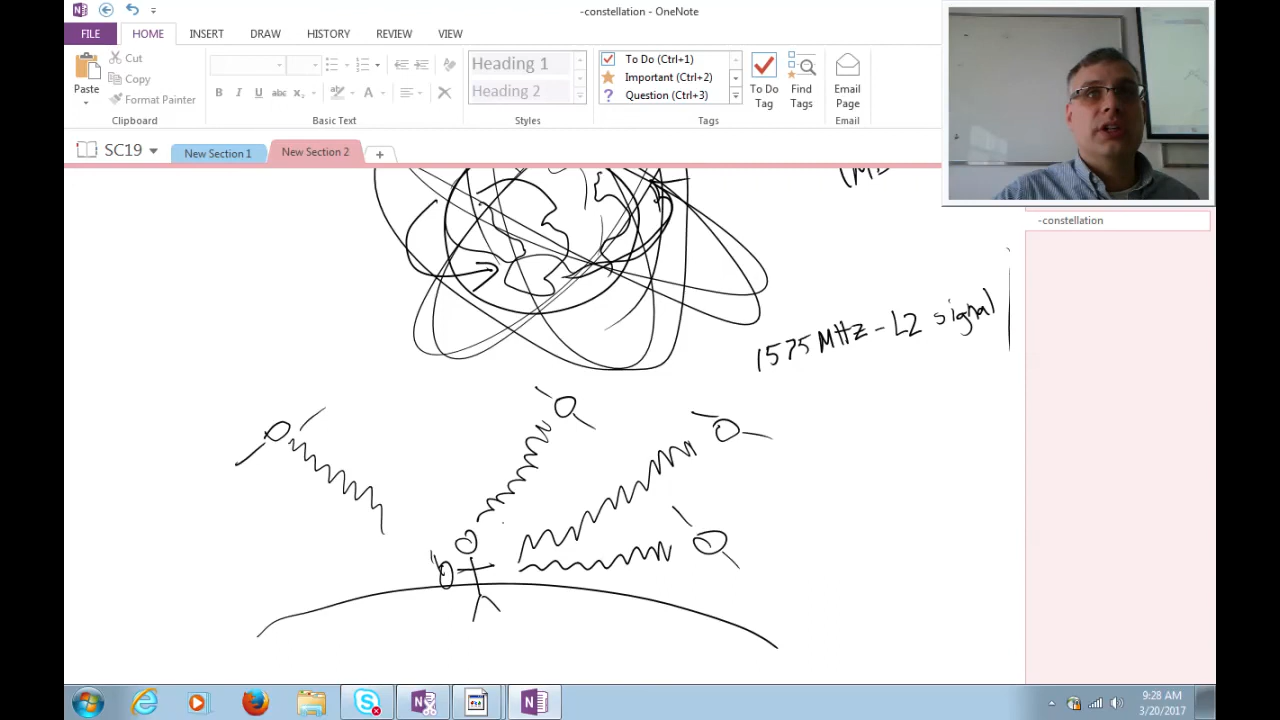 -constellation - OneNote
FILE HOME INSERT DRAW HISTORY REVIEW VIEW
Paste
Cut
Copy
Format Painter
Clipboard
B I U abc x
A
Basic Text
Heading 1
Heading 2
Styles
To Do (Ctrl+1)
Important (Ctrl+2)
Question (Ctrl+3)
Tags
To Do Tag
Find Tags
Email Page
Email
SC19
New Section 1
New Section 2
-constellation
1575 MHz - L2 signal
9:28 AM
3/20/2017